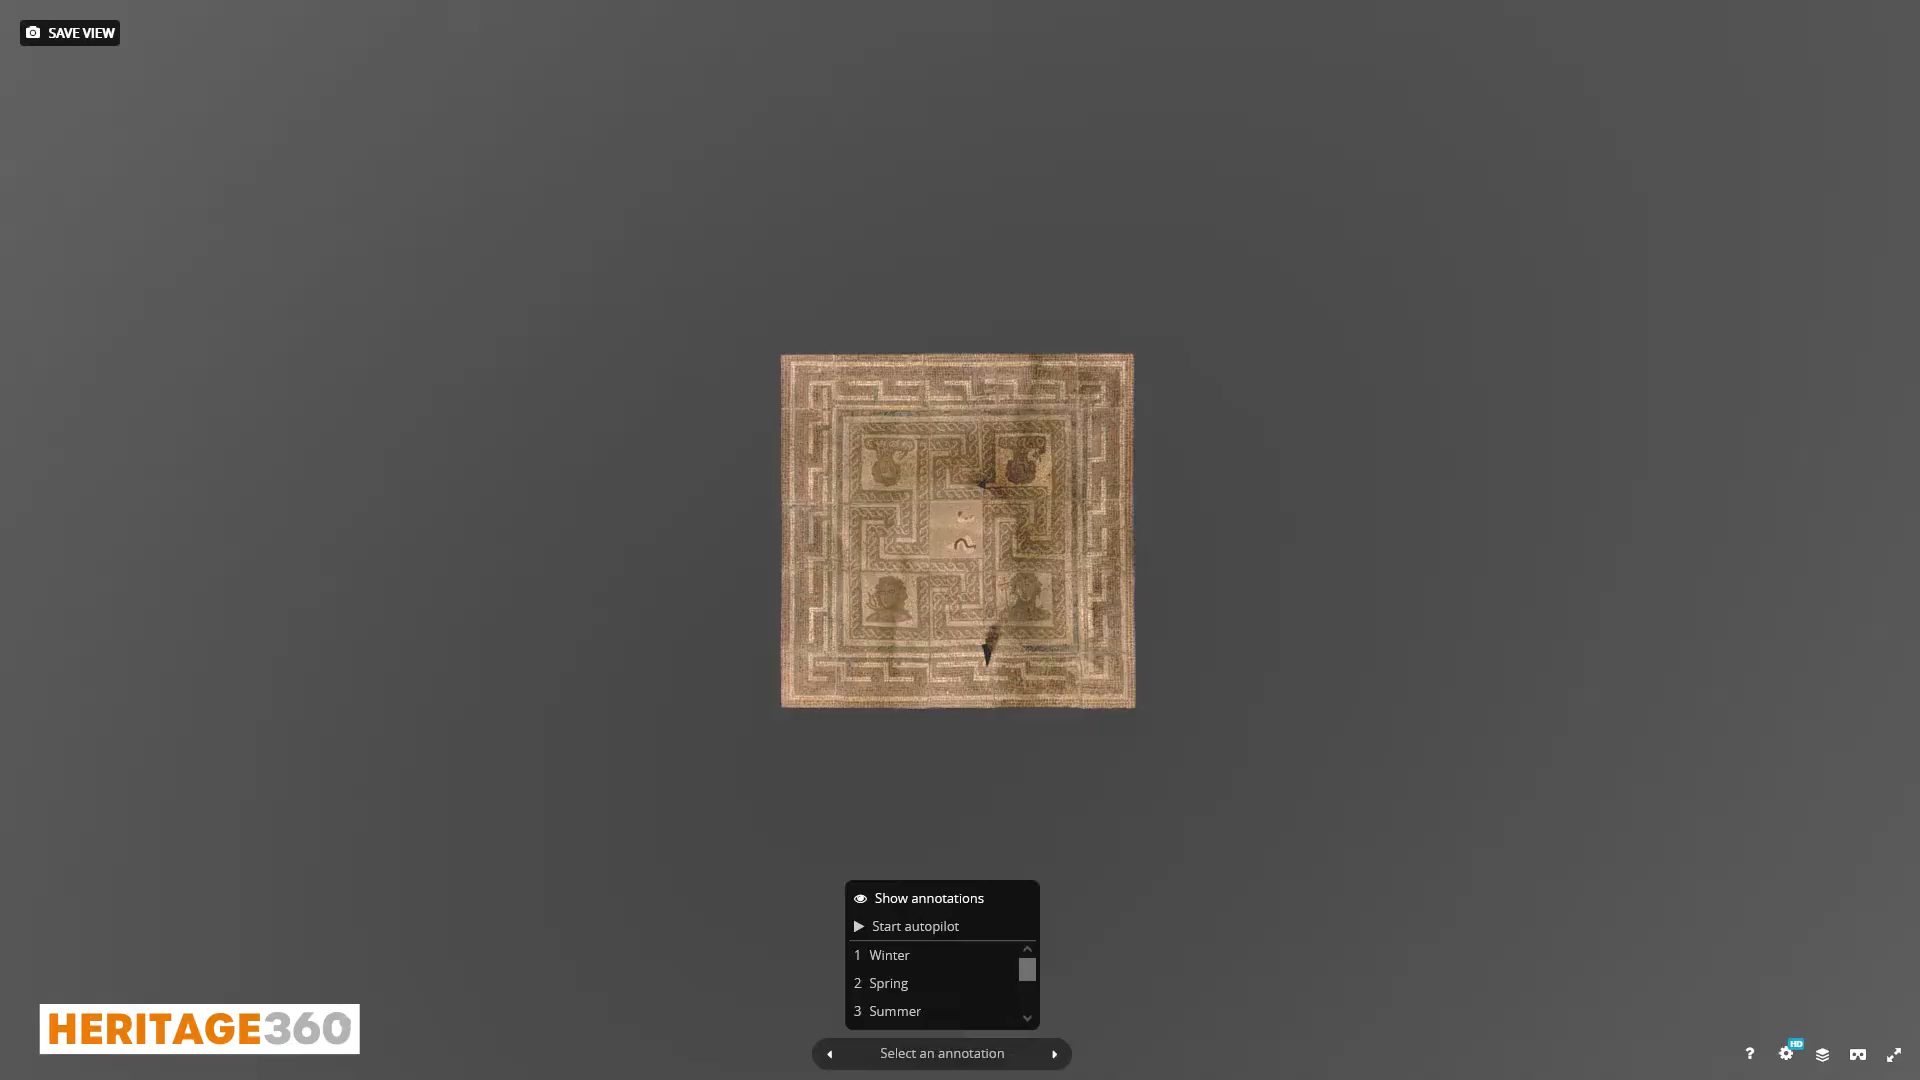 SAVE VIEW
Show annotations
Start autopilot
1 Winter
2 Spring
3 Summer
HERITAGE360
Select an annotation
? HD